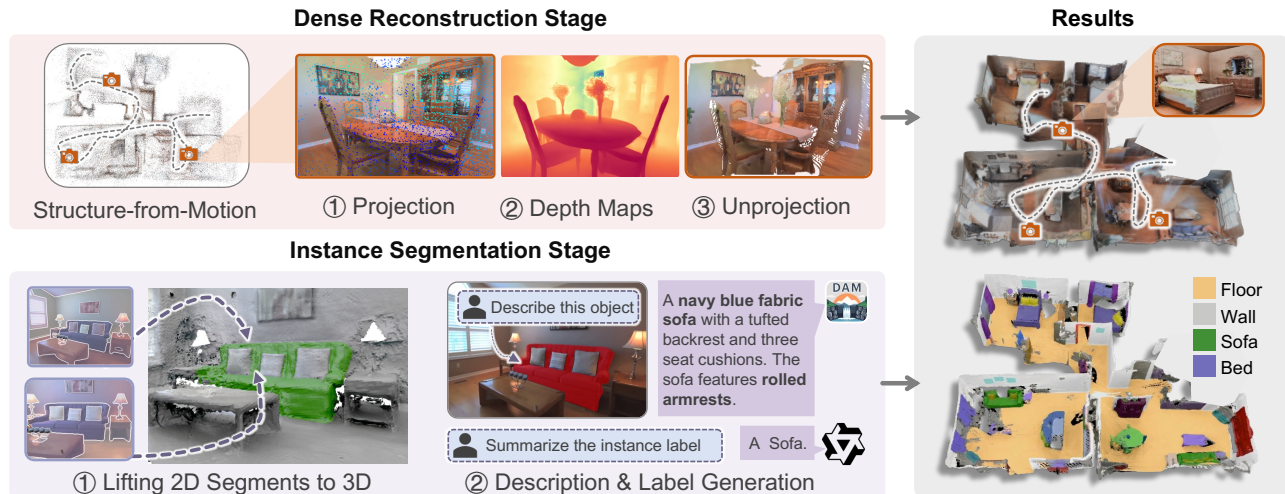 Dense Reconstruction Stage
Results
Structure-from-Motion
① Projection
② Depth Maps
③ Unprojection
Instance Segmentation Stage
Describe this object
A navy blue fabric
sofa with a tufted
backrest and three
seat cushions. The
sofa features rolled
armrests.
DAM
Summarize the instance label
A Sofa.
① Lifting 2D Segments to 3D
② Description & Label Generation
Floor
Wall
Sofa
Bed